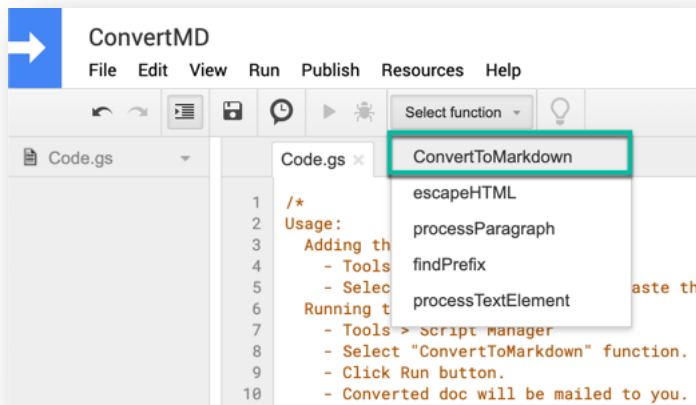 ConvertMD
File Edit View Run Publish Resources Help
Select function
Code.gs
Code.gs ×
ConvertToMarkdown
escapeHTML
processParagraph
findPrefix
processTextElement
1 /*
2 Usage:
3 Adding th
4 - Tools
5 - Selec aste th
6 Running t
7 - Tools > Script Manager
8 - Select "ConvertToMarkdown" function.
9 - Click Run button.
10 - Converted doc will be mailed to you.